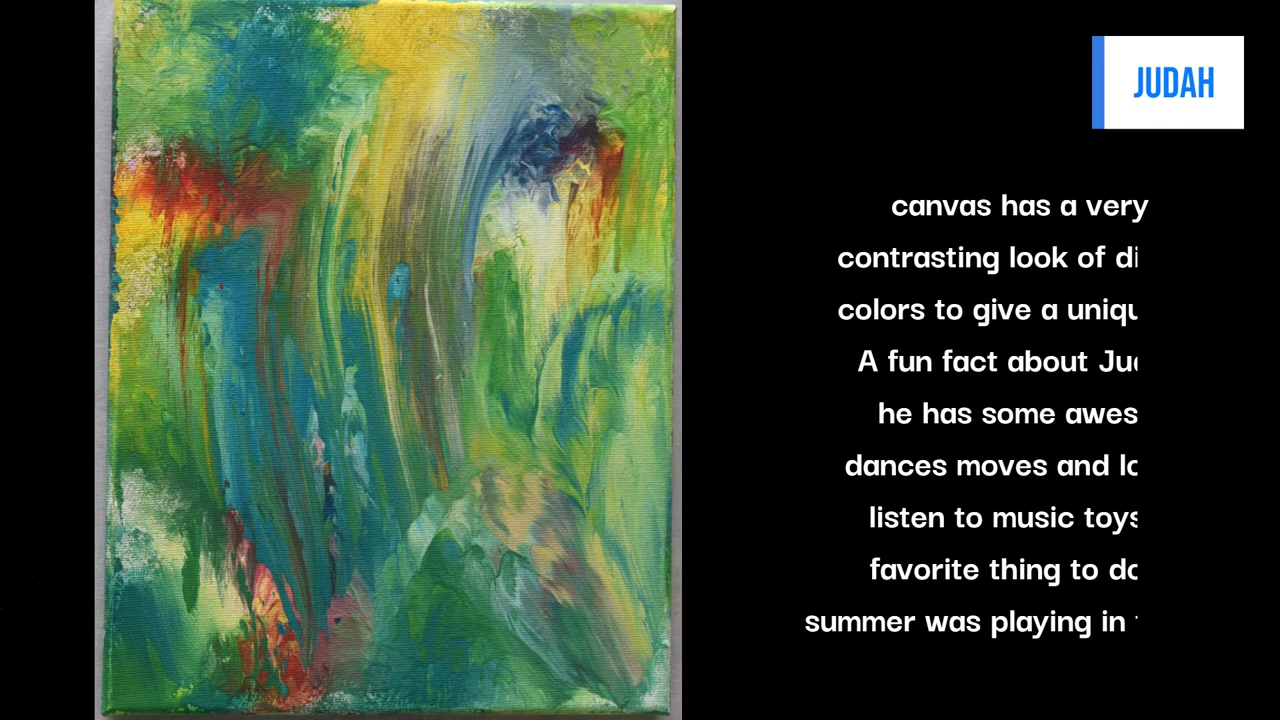 JUDAH
canvas has a very
contrasting look of
colors to give a
A fun fact about
he has some
dances moves and
listen to music toys
favorite thing to
summer was playing in